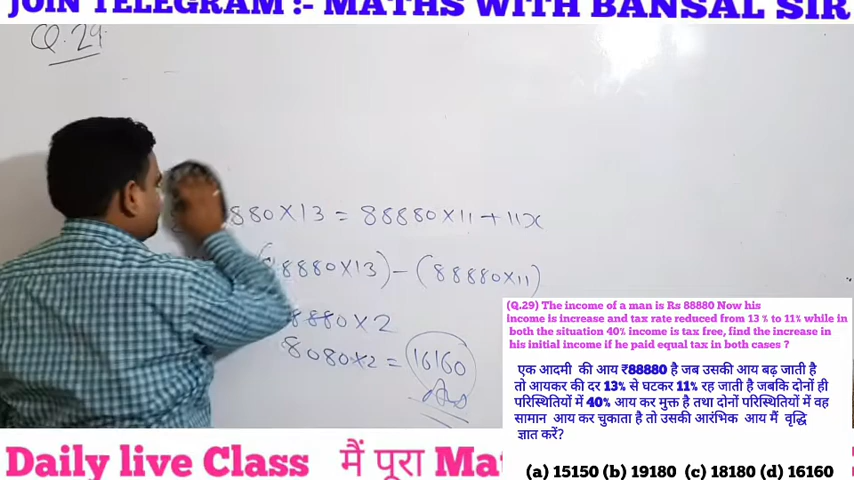 JOIN TELEGRAM :- MATHS WITH BANSAL SIR
Q.29
880×13 = 88880×11 + 11x
8880×13) - (88880×11)
8880×2
8080×2 = 16160
Ans
(Q.29) The income of a man is Rs 88880 Now his
income is increase and tax rate reduced from 13 % to 11% while in
both the situation 40% income is tax free, find the increase in
his initial income if he paid equal tax in both cases ?
एक आदमी की आय ₹88880 है जब उसकी आय बढ़ जाती है
तो आयकर की दर 13% से घटकर 11% रह जाती है जबकि दोनों ही
परिस्थितियों में 40% आय कर मुक्त है तथा दोनों परिस्थितियों में वह
सामान आय कर चुकाता है तो उसकी आरंभिक आय मैं वृद्धि
ज्ञात करें?
(a) 15150 (b) 19180 (c) 18180 (d) 16160
Daily live Class मैं पूरा Mat